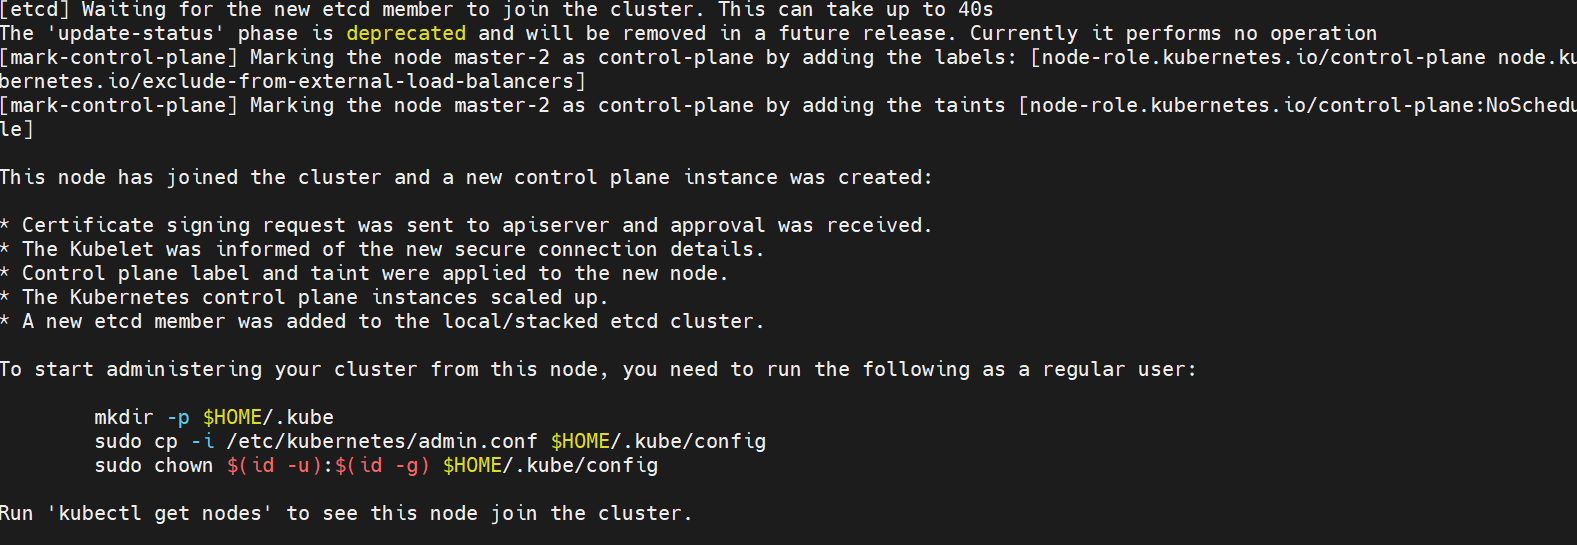 [etcd] Waiting for the new etcd member to join the cluster. This can take up to 40s
The 'update-status' phase is deprecated and will be removed in a future release. Currently it performs no operation
[mark-control-plane] Marking the node master-2 as control-plane by adding the labels: [node-role.kubernetes.io/control-plane node.ku
bernetes.io/exclude-from-external-load-balancers]
[mark-control-plane] Marking the node master-2 as control-plane by adding the taints [node-role.kubernetes.io/control-plane:NoSchedu
le]
This node has joined the cluster and a new control plane instance was created:
* Certificate signing request was sent to apiserver and approval was received.
* The Kubelet was informed of the new secure connection details.
* Control plane label and taint were applied to the new node.
* The Kubernetes control plane instances scaled up.
* A new etcd member was added to the local/stacked etcd cluster.
To start administering your cluster from this node, you need to run the following as a regular user:
mkdir -p $HOME/.kube
sudo cp -i /etc/kubernetes/admin.conf $HOME/.kube/config
sudo chown $(id -u):$(id -g) $HOME/.kube/config
Run 'kubectl get nodes' to see this node join the cluster.